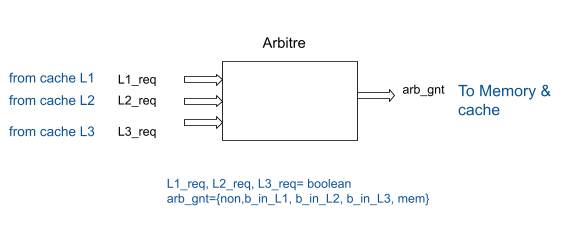 Arbitre
from cache L1 L1_req
from cache L2 L2_req
from cache L3 L3_req
arb_gnt To Memory &
cache
L1_req, L2_req, L3_req= boolean
arb_gnt={non,b_in_L1, b_in_L2, b_in_L3, mem}